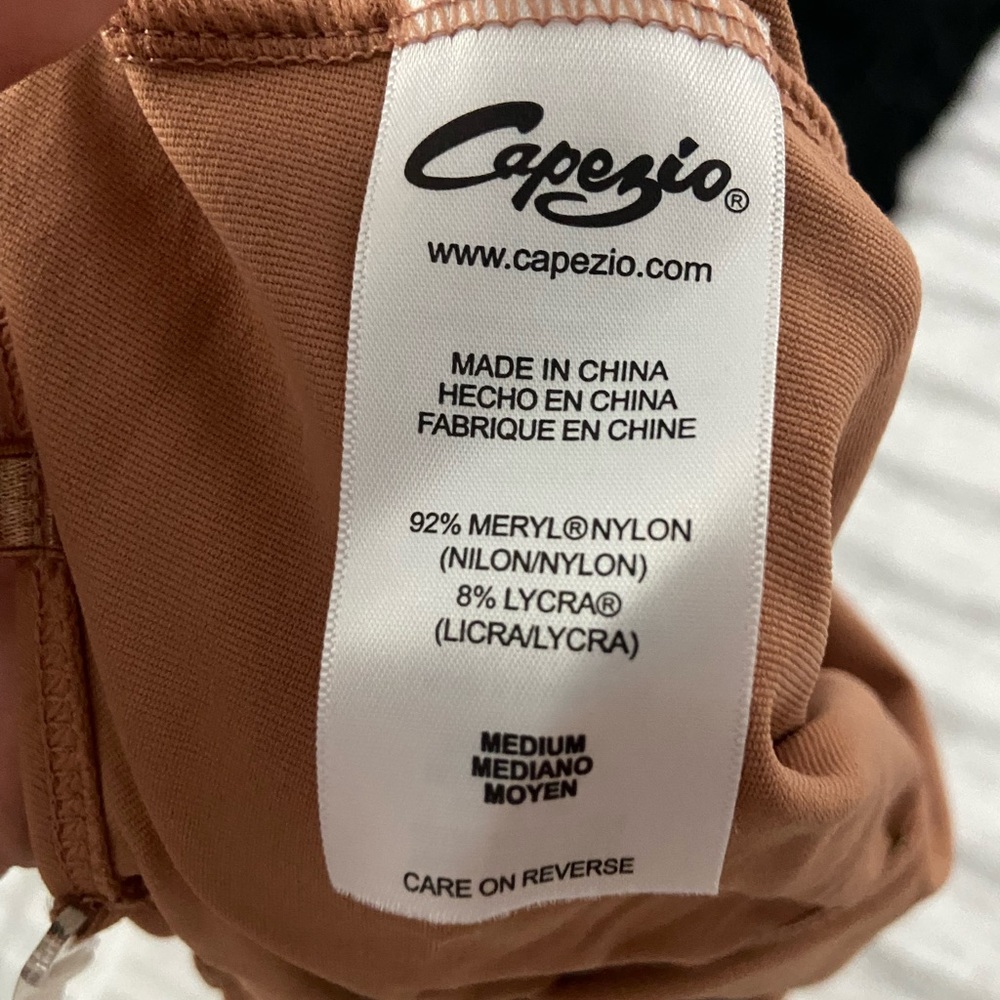 Capezio®
www.capezio.com
MADE IN CHINA
HECHO EN CHINA
FABRIQUE EN CHINE
92% MERYL®NYLON
(NILON/NYLON)
8% LYCRA®
(LICRA/LYCRA)
MEDIUM
MEDIANO
MOYEN
CARE ON REVERSE